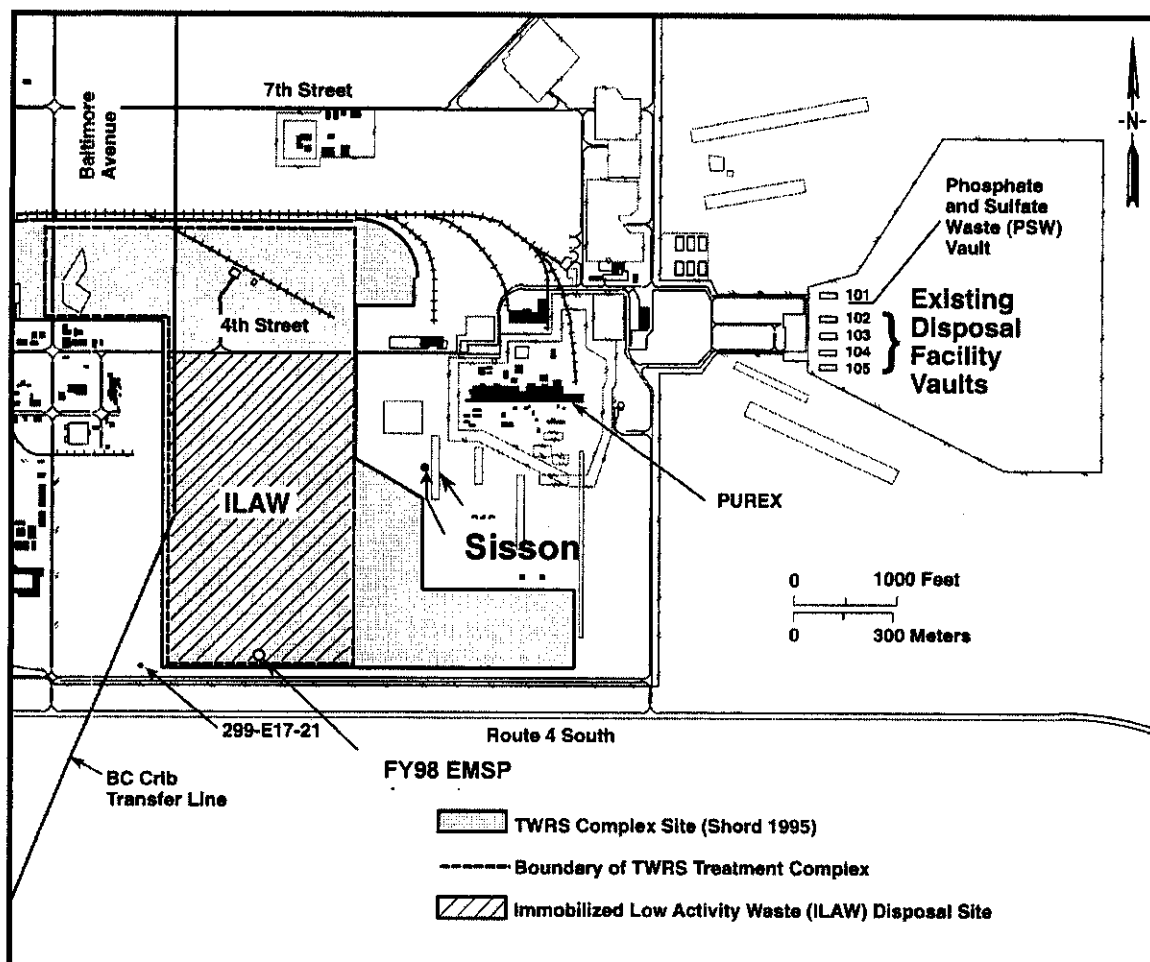 7th Street
Baltimore
Avenue
-N-
Phosphate
and Sulfate
Waste (PSW)
Vault
101
102
103
104
105
Existing
Disposal
Facility
Vaults
4th Street
ILAW
Sisson
PUREX
0 1000 Feet
0 300 Meters
299-E17-21
Route 4 South
FY98 EMSP
BC Crib
Transfer Line
TWRS Complex Site (Shord 1995)
Boundary of TWRS Treatment Complex
Immobilized Low Activity Waste (ILAW) Disposal Site